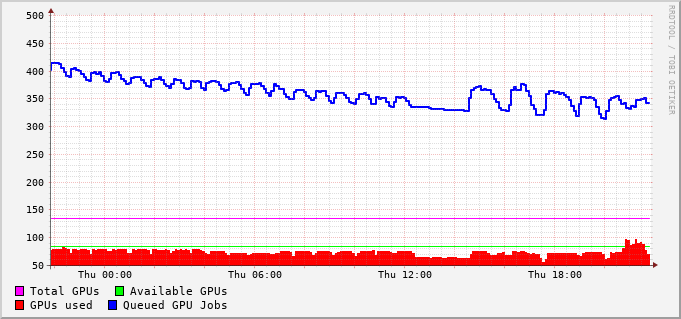 500
450
400
350
300
250
200
150
100
50
Thu 00:00 Thu 06:00 Thu 12:00 Thu 18:00
Total GPUs Available GPUs
GPUs used Queued GPU Jobs
RRDTOOL / TOBI OETIKER